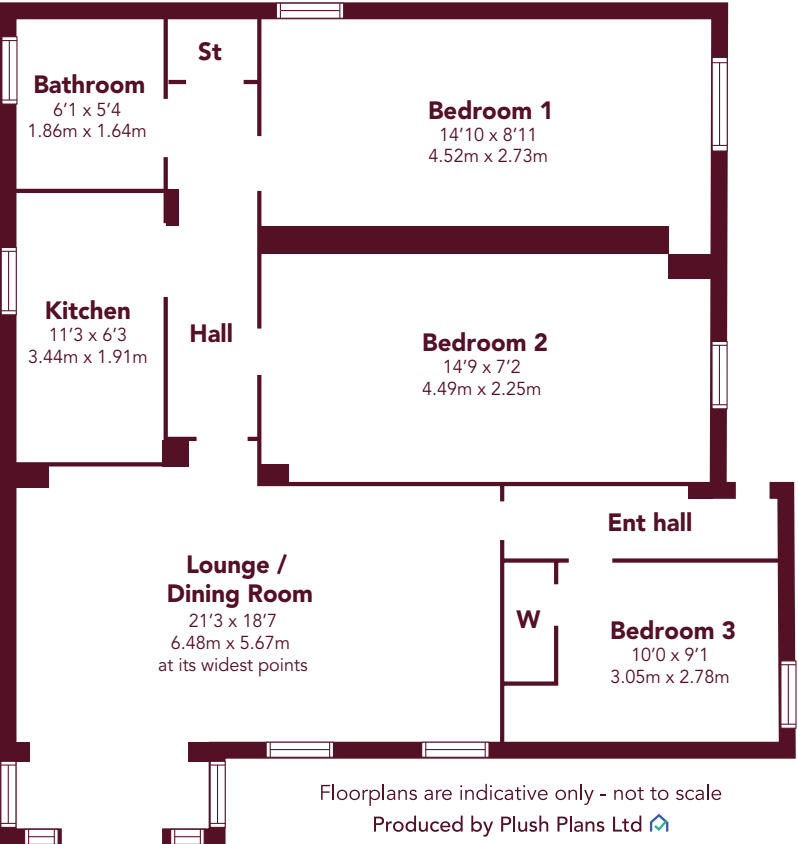 St
Bathroom
6’1 x 5’4
1.86m x 1.64m
Bedroom 1
14’10 x 8’11
4.52m x 2.73m
Kitchen
11’3 x 6’3
3.44m x 1.91m
Hall
Bedroom 2
14’9 x 7’2
4.49m x 2.25m
Ent hall
Lounge /
Dining Room
21’3 x 18’7
6.48m x 5.67m
at its widest points
W
Bedroom 3
10’0 x 9’1
3.05m x 2.78m
Floorplans are indicative only - not to scale
Produced by Plush Plans Ltd